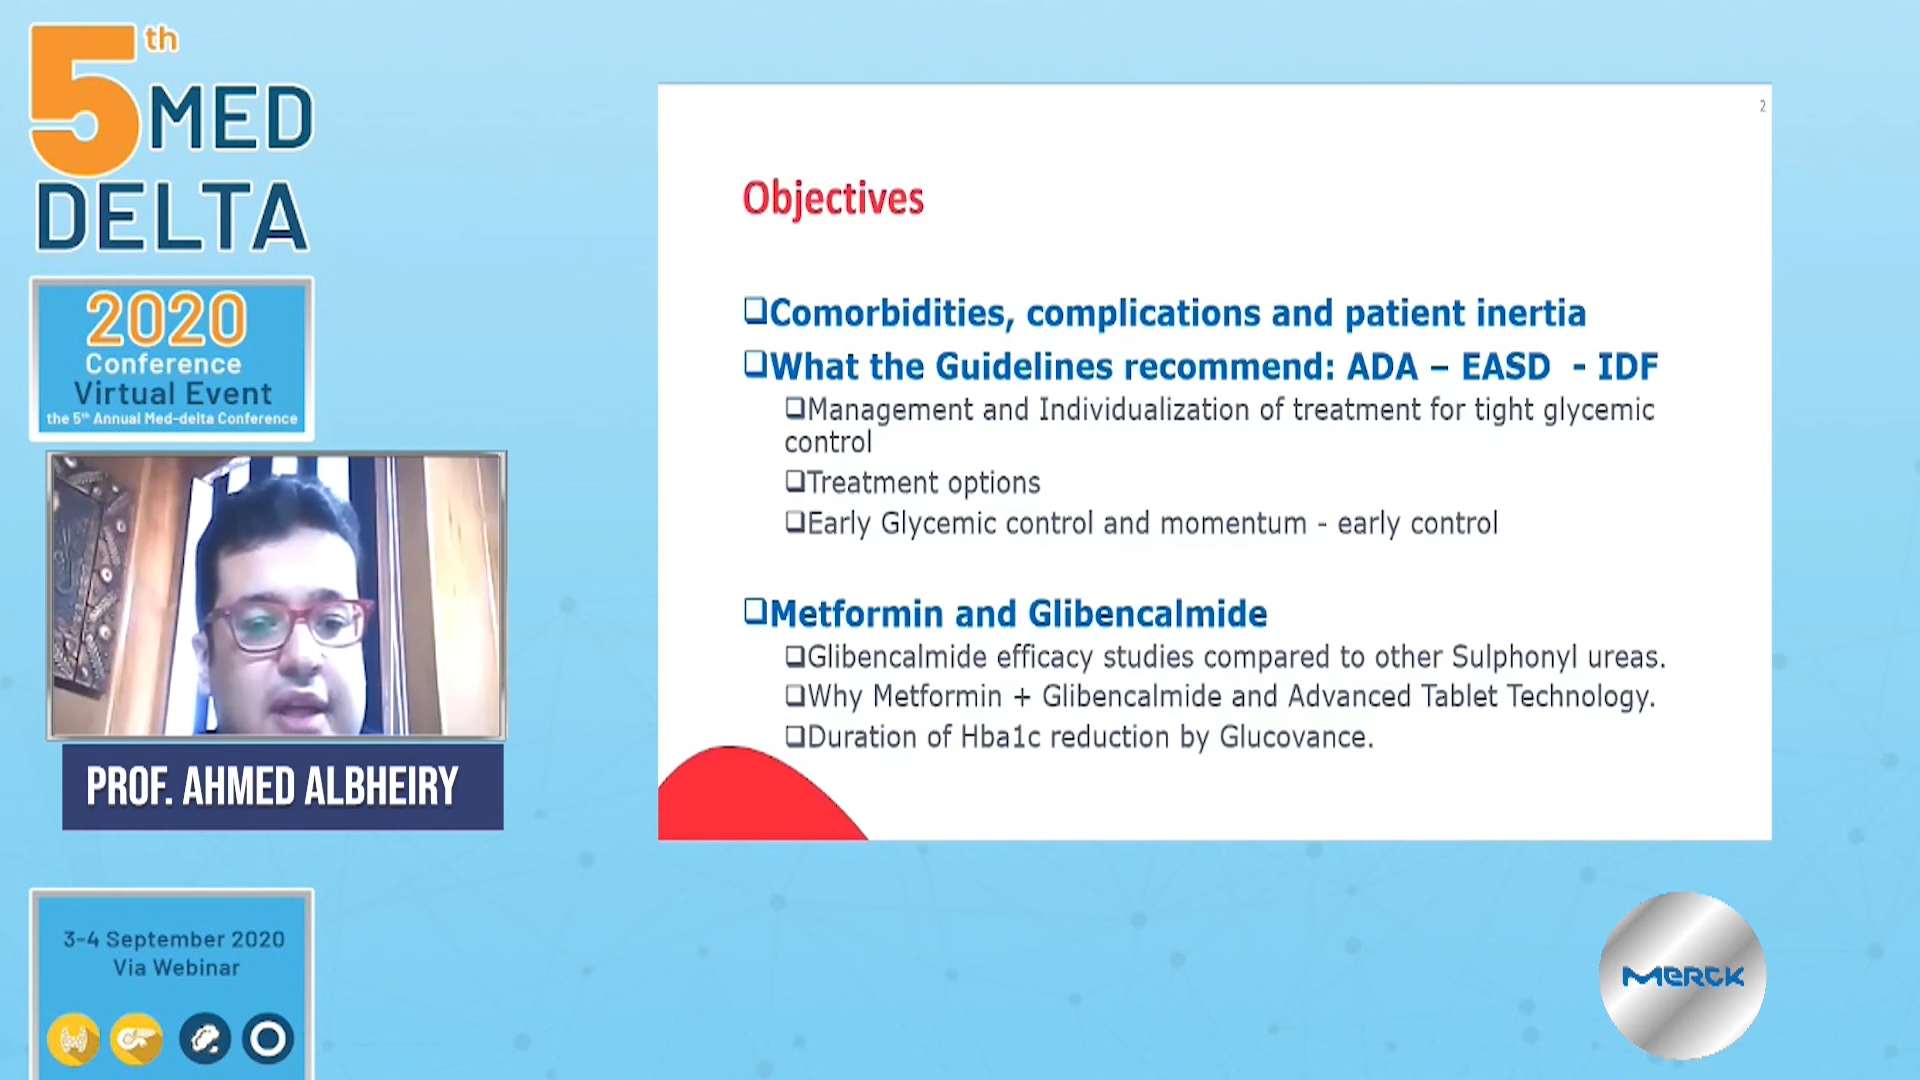 5th MED
DELTA
2020
Conference
Virtual Event
the 5th Annual Med-delta Conference
PROF. AHMED ALBHEIRY
3-4 September 2020
Via Webinar
2
Objectives
❑Comorbidities, complications and patient inertia
❑What the Guidelines recommend: ADA – EASD - IDF
❑Management and Individualization of treatment for tight glycemic
control
❑Treatment options
❑Early Glycemic control and momentum - early control
❑Metformin and Glibencalmide
❑Glibencalmide efficacy studies compared to other Sulphonyl ureas.
❑Why Metformin + Glibencalmide and Advanced Tablet Technology.
❑Duration of Hba1c reduction by Glucovance.
MERCK